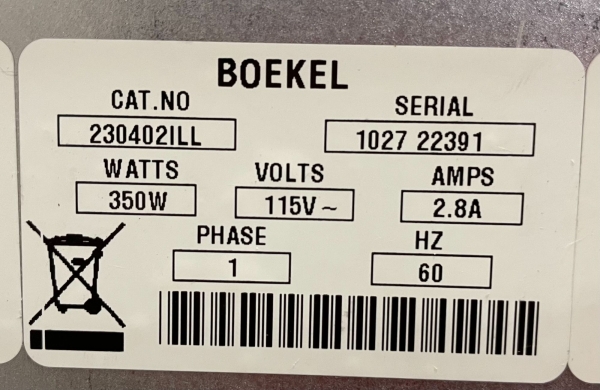 BOEKEL
CAT.NO SERIAL
230402ILL 1027 22391
WATTS VOLTS AMPS
350W 115V~ 2.8A
PHASE HZ
1 60